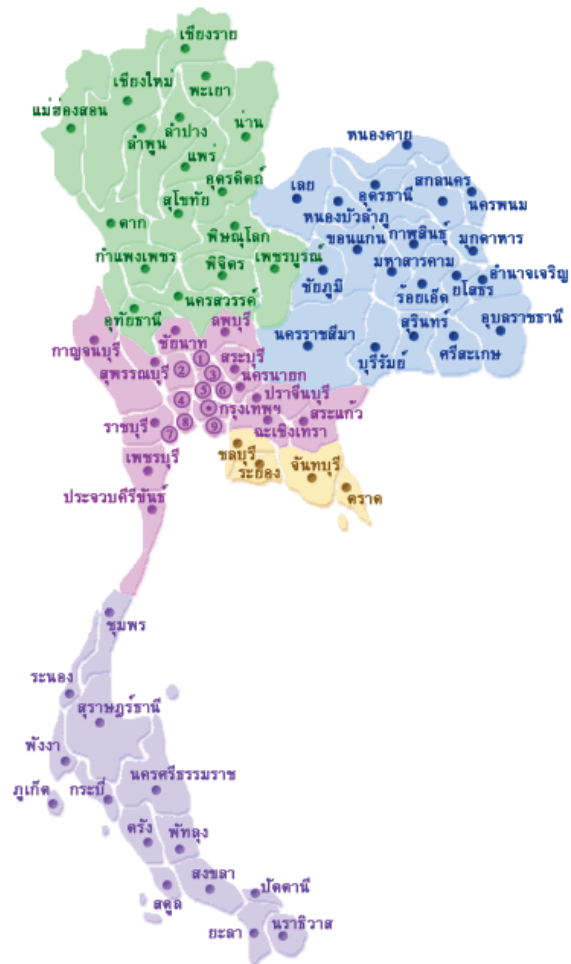 เชียงราย
เชียงใหม่
พะเยา
แม่ฮ่องสอน
ลำปาง
น่าน
ลำพูน
แพร่
อุตรดิตถ์
สุโขทัย
ตาก
พิษณุโลก
กำแพงเพชร
พิจิตร
เพชรบูรณ์
นครสวรรค์
อุทัยธานี
หนองคาย
เลย
อุดรธานี
สกลนคร
นครพนม
หนองบัวลำภู
ขอนแก่น
กาฬสินธุ์
มุกดาหาร
ชัยภูมิ
มหาสารคาม
ร้อยเอ็ด
ยโสธร
อำนาจเจริญ
นครราชสีมา
บุรีรัมย์
สุรินทร์
ศรีสะเกษ
อุบลราชธานี
ลพบุรี
ชัยนาท
กาญจนบุรี
สุพรรณบุรี
1
2
3
สระบุรี
นครนายก
4
5
6
ปราจีนบุรี
กรุงเทพฯ
สระแก้ว
ราชบุรี
7
8
9
ฉะเชิงเทรา
เพชรบุรี
ประจวบคีรีขันธ์
ชลบุรี
ระยอง
จันทบุรี
ตราด
ชุมพร
ระนอง
สุราษฎร์ธานี
พังงา
นครศรีธรรมราช
ภูเก็ต
กระบี่
ตรัง
พัทลุง
สงขลา
สตูล
ปัตตานี
ยะลา
นราธิวาส